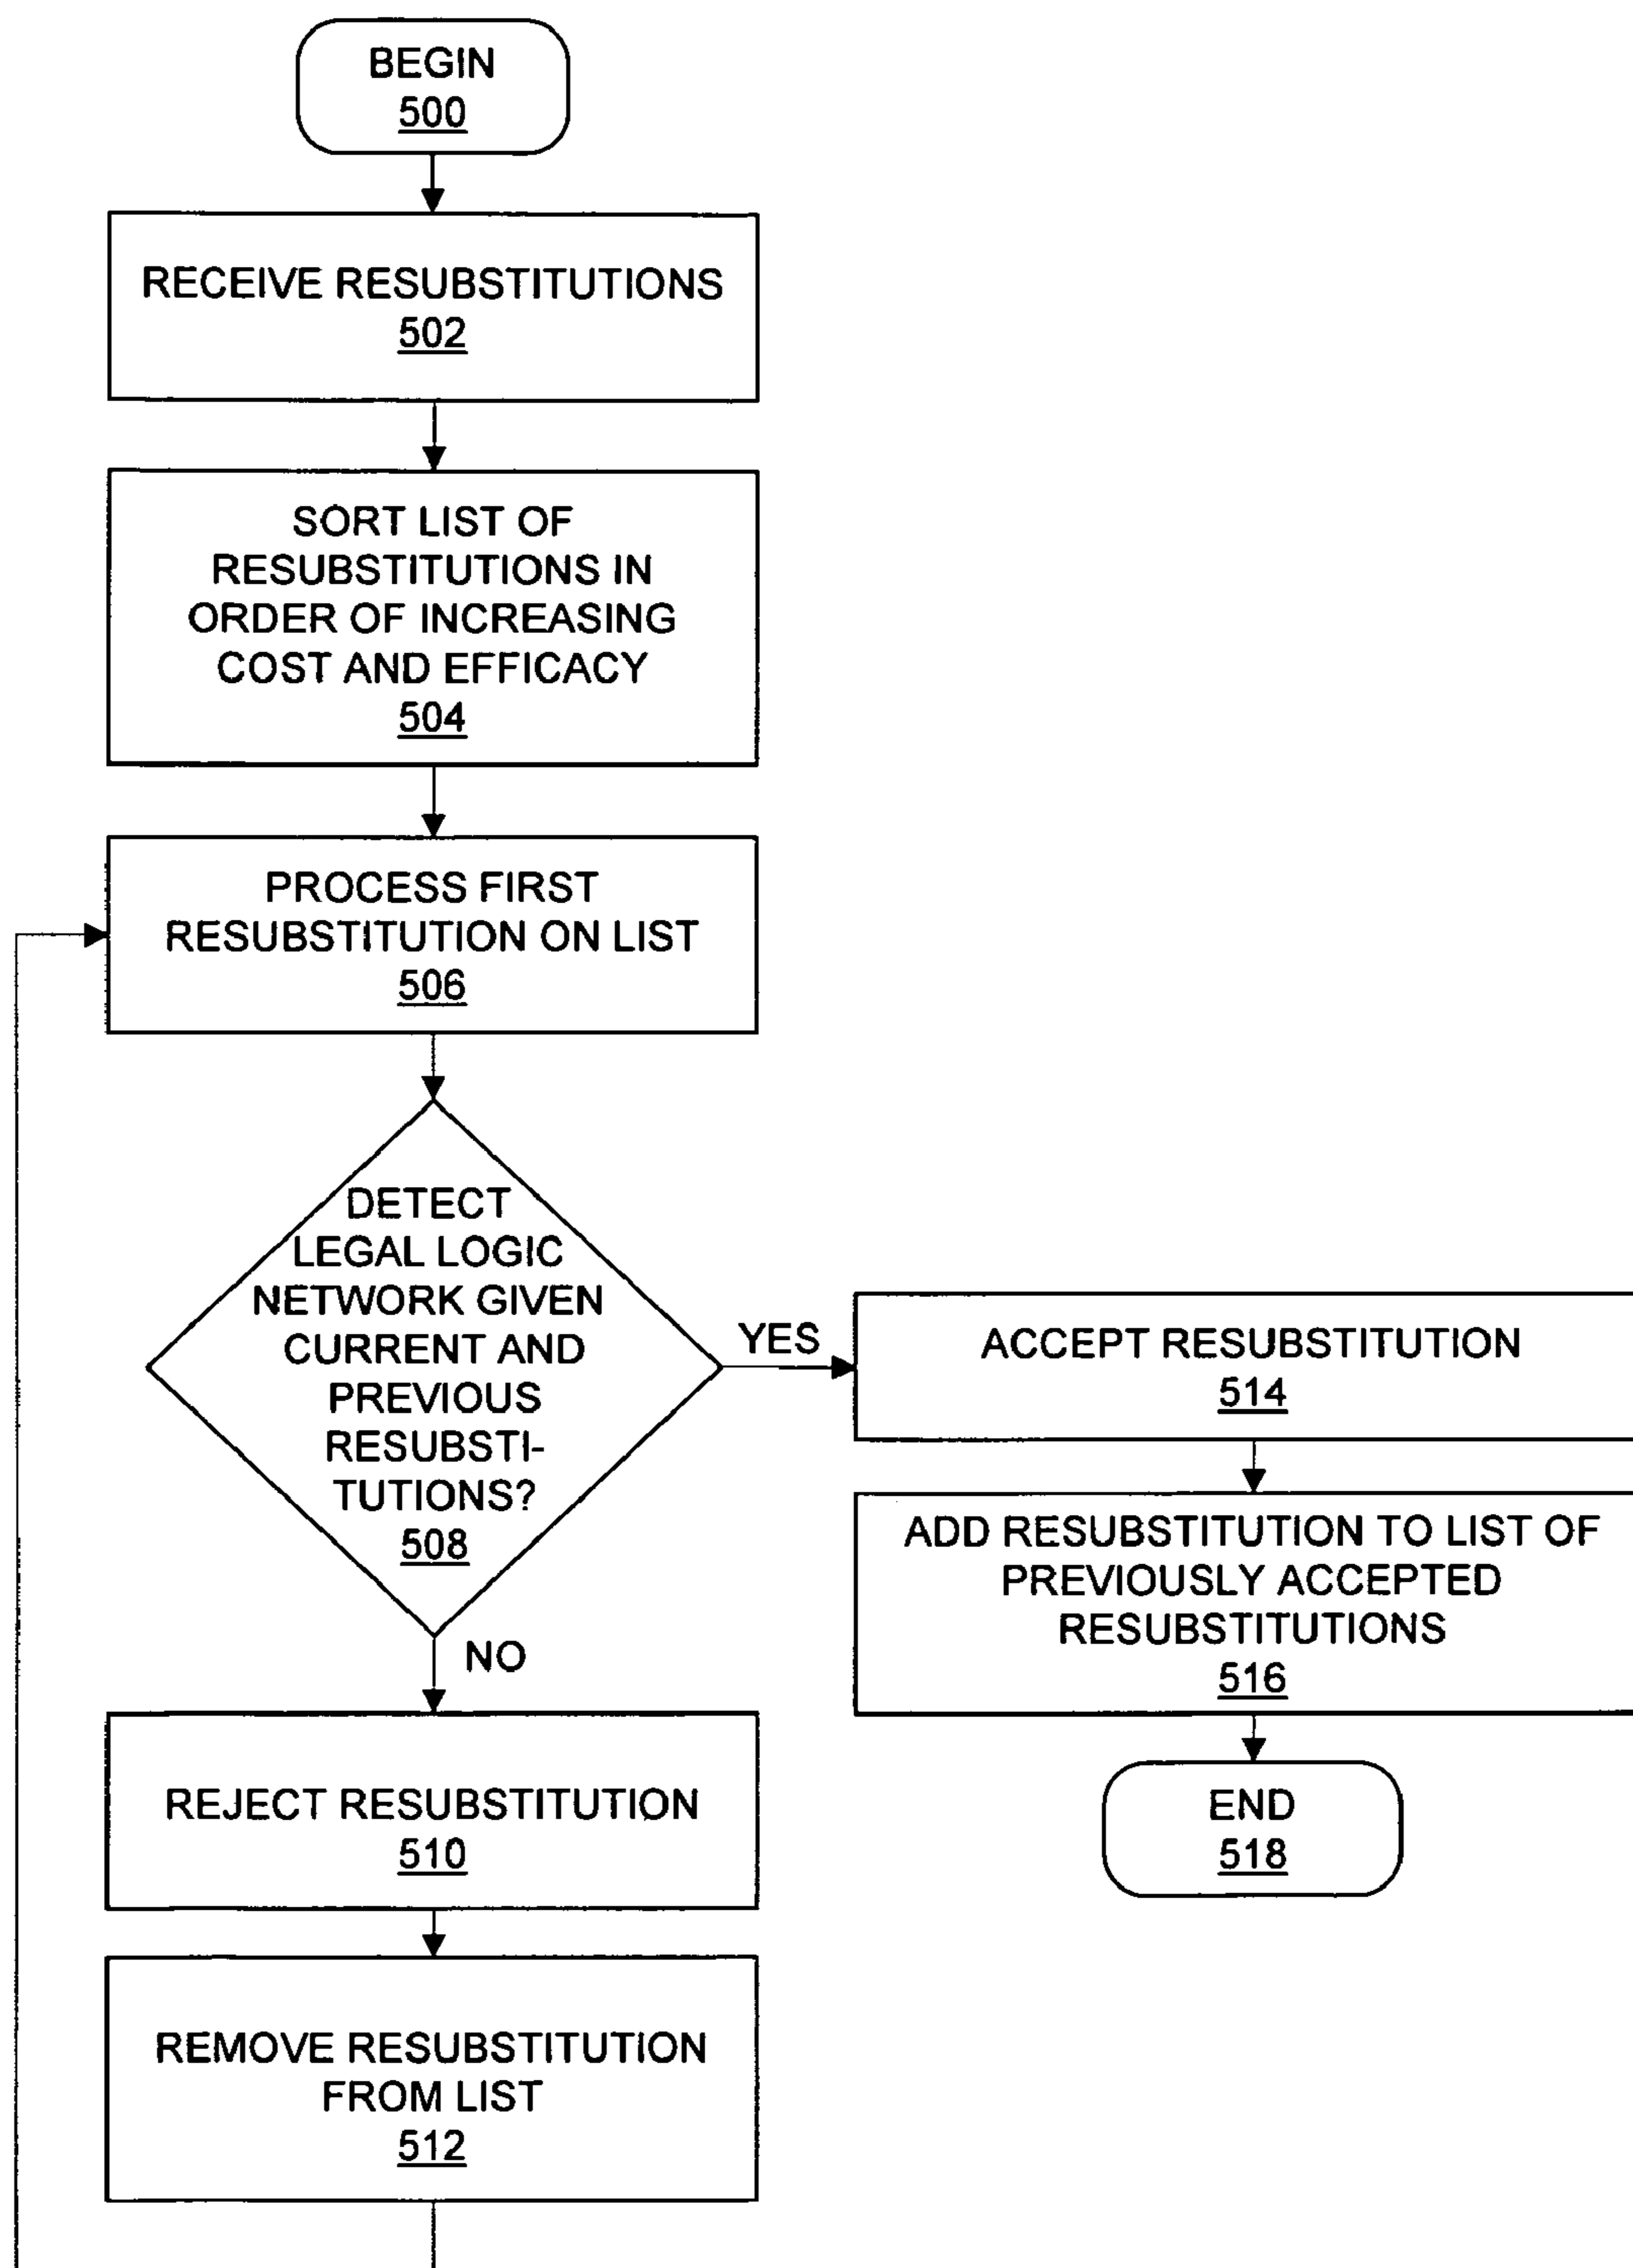 BEGIN
500
RECEIVE RESUBSTITUTIONS
502
SORT LIST OF
RESUBSTITUTIONS IN
ORDER OF INCREASING
COST AND EFFICACY
504
PROCESS FIRST
RESUBSTITUTION ON LIST
506
DETECT
LEGAL LOGIC
NETWORK GIVEN
CURRENT AND
PREVIOUS
RESUBSTI-
TUTIONS?
508
YES
ACCEPT RESUBSTITUTION
514
ADD RESUBSTITUTION TO LIST OF
PREVIOUSLY ACCEPTED
RESUBSTITUTIONS
516
END
518
NO
REJECT RESUBSTITUTION
510
REMOVE RESUBSTITUTION
FROM LIST
512